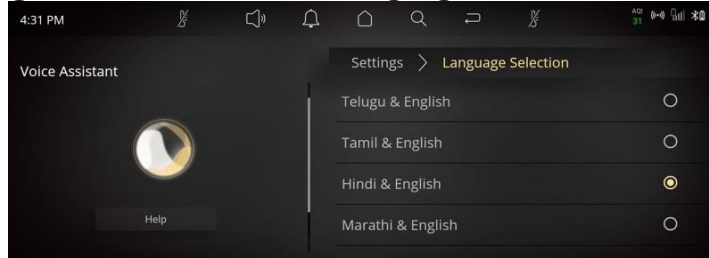 4:31 PM
AQI
31
Voice Assistant
Help
Settings > Language Selection
Telugu & English
Tamil & English
Hindi & English
Marathi & English